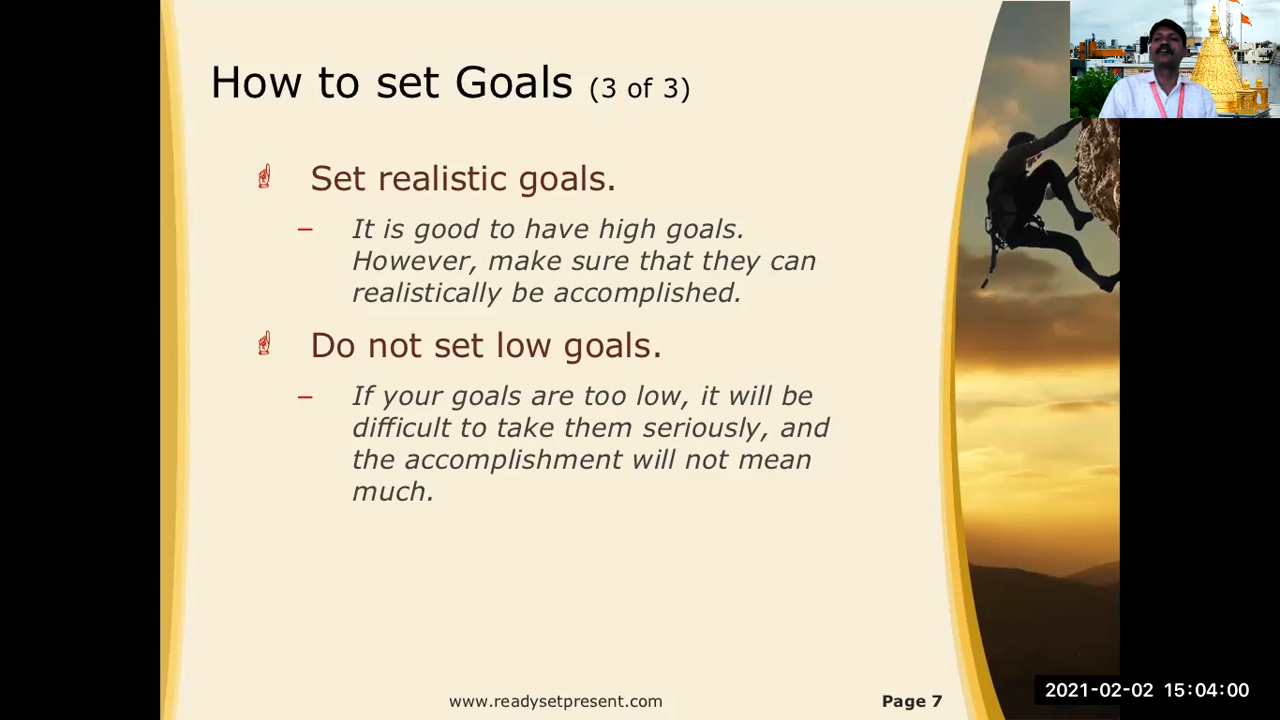 How to set Goals (3 of 3)
Set realistic goals.
– It is good to have high goals.
However, make sure that they can
realistically be accomplished.
Do not set low goals.
– If your goals are too low, it will be
difficult to take them seriously, and
the accomplishment will not mean
much.
www.readysetpresent.com
Page 7
2021-02-02 15:04:00